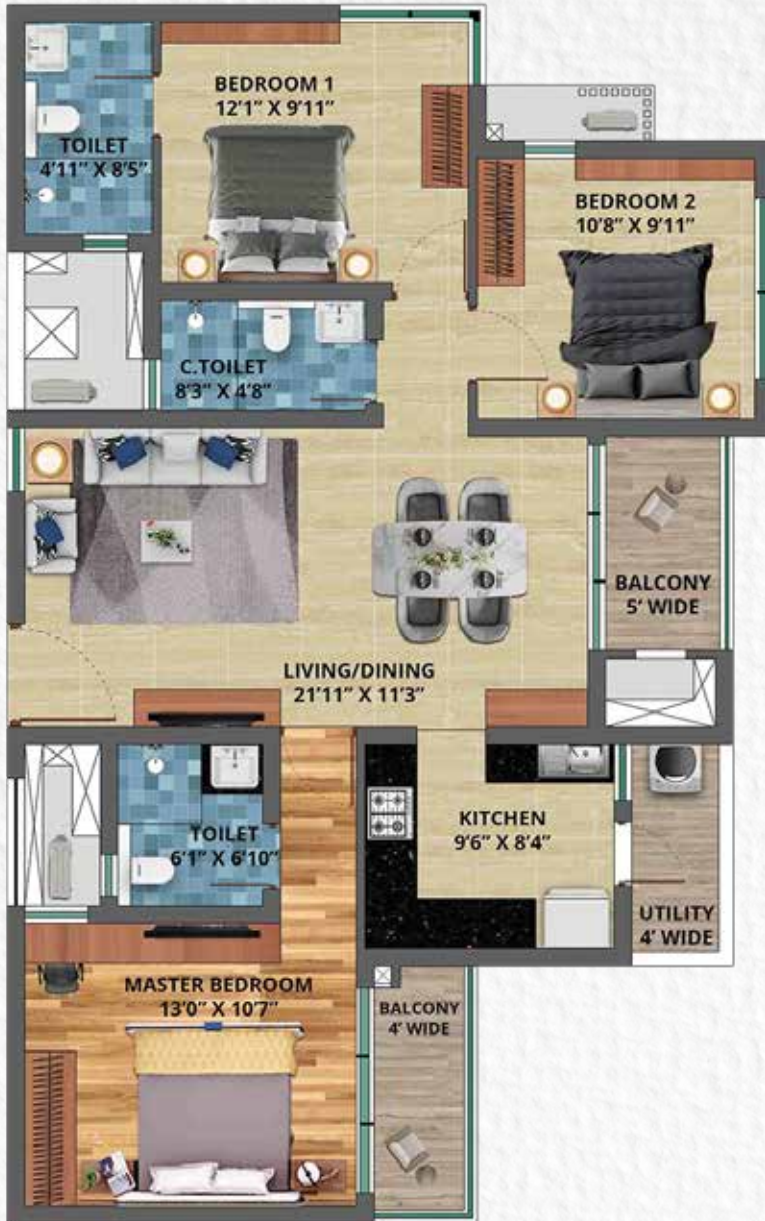 BEDROOM 1
12'1" X 9'11"
TOILET
4'11" X 8'5"
BEDROOM 2
10'8" X 9'11"
C.TOILET
8'3" X 4'8"
BALCONY
5' WIDE
LIVING/DINING
21'11" X 11'3"
KITCHEN
9'6" X 8'4"
TOILET
6'1" X 6'10"
UTILITY
4' WIDE
MASTER BEDROOM
13'0" X 10'7"
BALCONY
4' WIDE